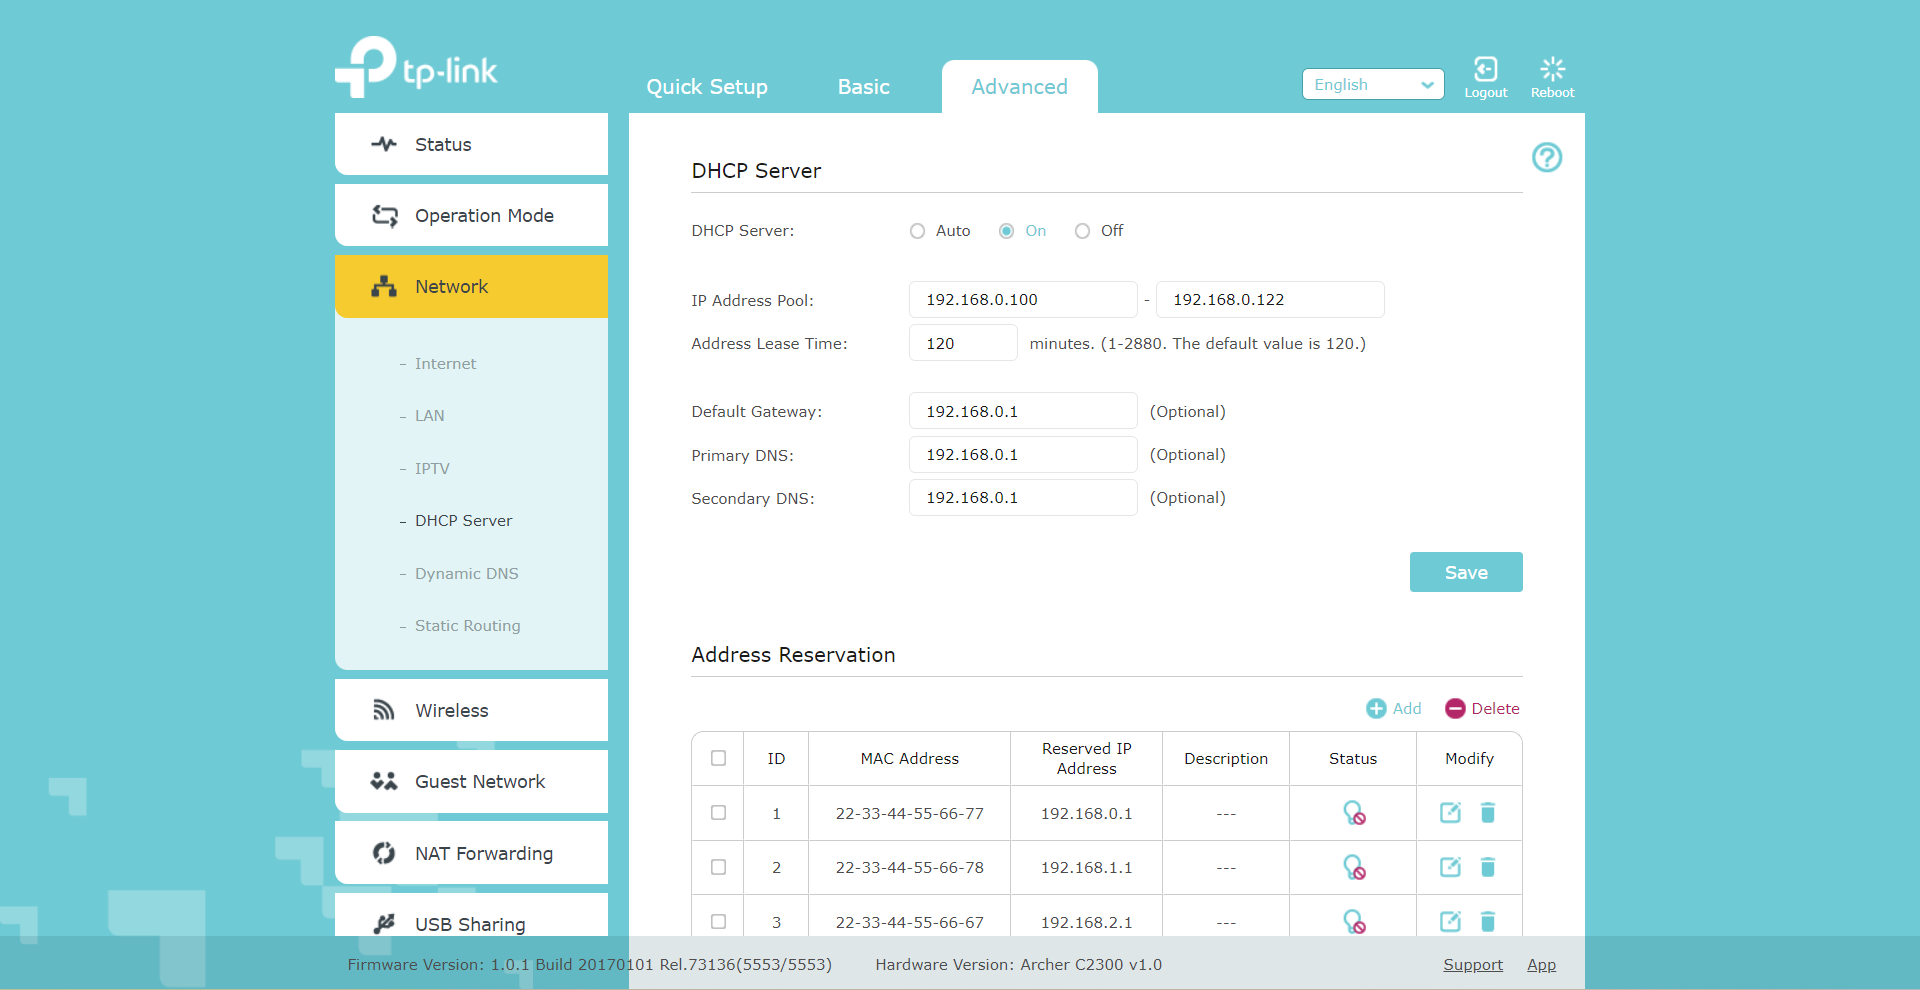 tp-link
Quick Setup
Basic
Advanced
English
Logout
Reboot
Status
Operation Mode
Network
- Internet
- LAN
- IPTV
- DHCP Server
- Dynamic DNS
- Static Routing
Wireless
Guest Network
NAT Forwarding
USB Sharing
DHCP Server
DHCP Server: Auto On Off
IP Address Pool: 192.168.0.100 - 192.168.0.122
Address Lease Time: 120 minutes. (1-2880. The default value is 120.)
Default Gateway: 192.168.0.1 (Optional)
Primary DNS: 192.168.0.1 (Optional)
Secondary DNS: 192.168.0.1 (Optional)
Save
Address Reservation
Add Delete
ID MAC Address Reserved IP Address Description Status Modify
1 22-33-44-55-66-77 192.168.0.1 ---
2 22-33-44-55-66-78 192.168.1.1 ---
3 22-33-44-55-66-67 192.168.2.1 ---
Firmware Version: 1.0.1 Build 20170101 Rel.73136(5553/5553) Hardware Version: Archer C2300 v1.0 Support App